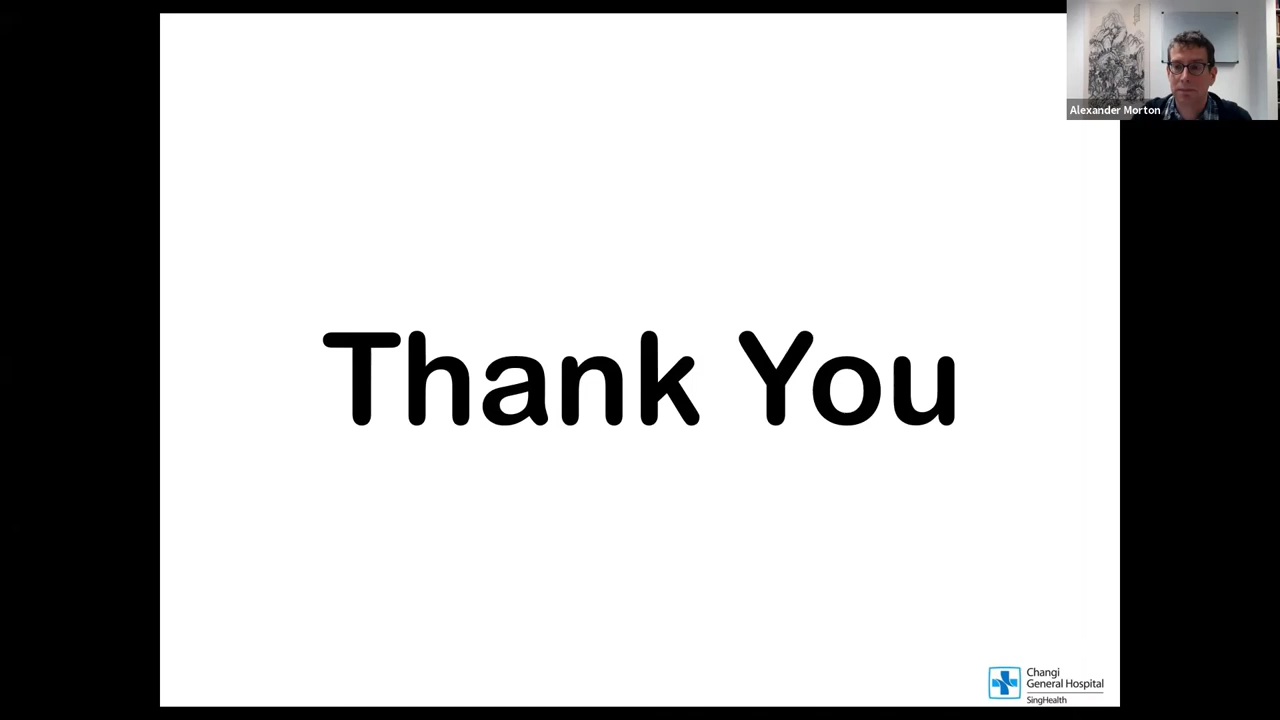 Alexander Morton
Thank You
Changi
General Hospital
SingHealth